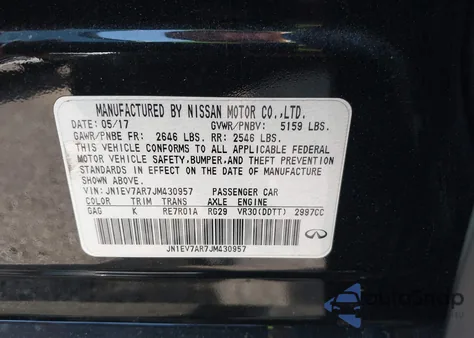 MANUFACTURED BY NISSAN MOTOR CO.,LTD.
DATE: 05/17 GVWR/PNBV: 5159 LBS.
GAWR/PNBE FR: 2646 LBS. RR: 2546 LBS.
THIS VEHICLE CONFORMS TO ALL APPLICABLE FEDERAL
MOTOR VEHICLE SAFETY, BUMPER, AND THEFT PREVENTION
STANDARDS IN EFFECT ON THE DATE OF MANUFACTURE
SHOWN ABOVE.
VIN: JN1EV7AR7JM430957 PASSENGER CAR
COLOR TRIM TRANS AXLE ENGINE
GAG K RE7R01A RG29 VR30(DDTT) 2997CC
JN1EV7AR7JM430957
AutoSnap